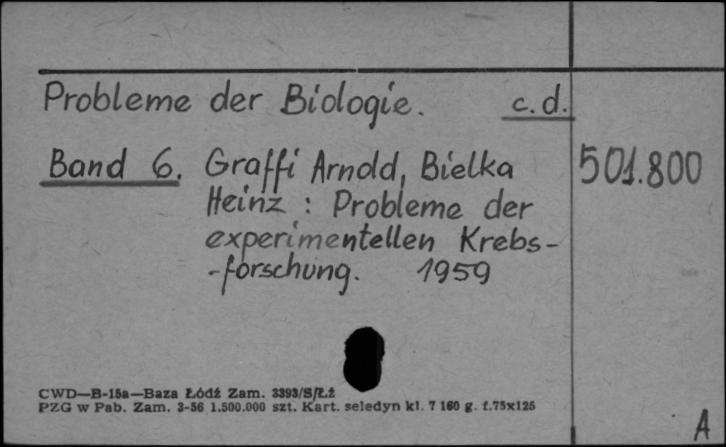 Probleme der Biologie. c.d.
Band 6. Graffi Arnold, Bielka 501.800
Heinz : Probleme der
experimentellen Krebs-
-forschung. 1959
CWD—B-15a—Baza Łódź Zam. 3393/S/Łź
PZG w Pab. Zam. 3-56 1.500.000 szt. Kart. seledyn kl. 7 160 g. f.75x125
A